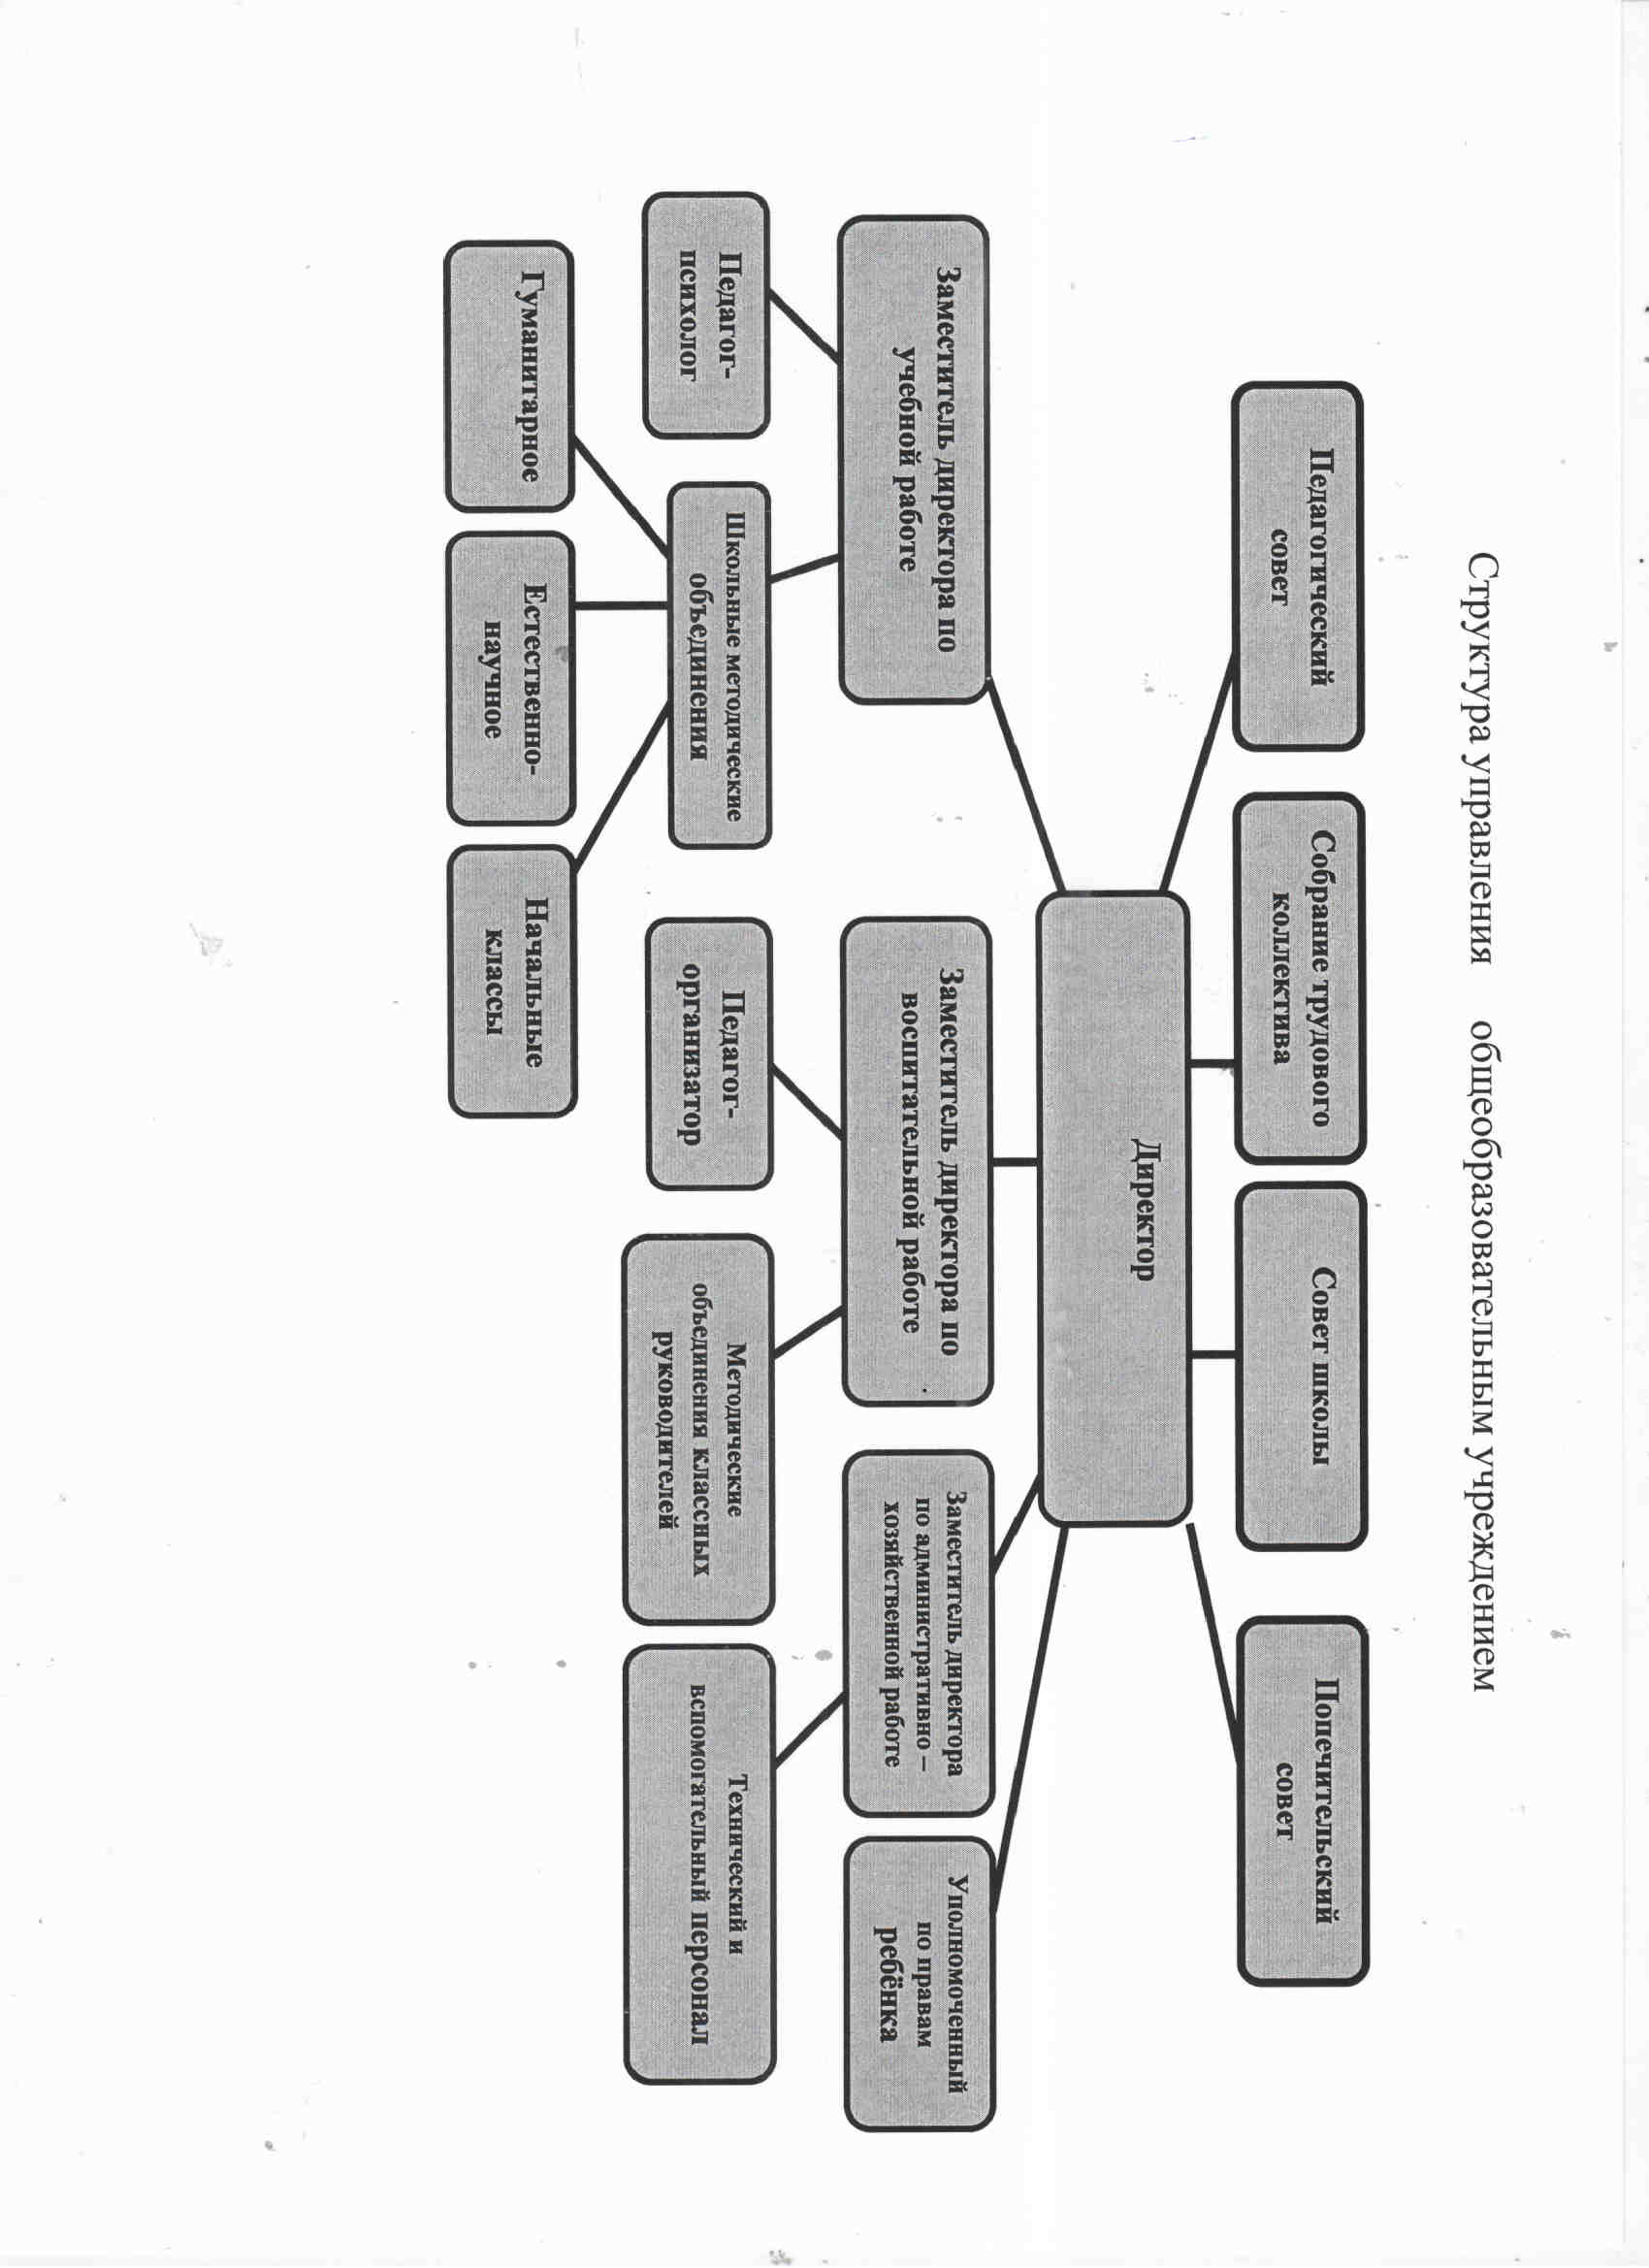 Структура управления общеобразовательным учреждением
Педагогический
совет
Собрание трудового
коллектива
Совет школы
Попечительский
совет
Директор
Заместитель директора по
учебной работе
Заместитель директора по
воспитательной работе
Заместитель директора
по административно –
хозяйственной работе
Уполномоченный
по правам
ребёнка
Педагог-
психолог
Школьные методические
объединения
Педагог-
организатор
Методические
объединения классных
руководителей
Технический и
вспомогательный персонал
Гуманитарное
Естественно-
научное
Начальные
классы